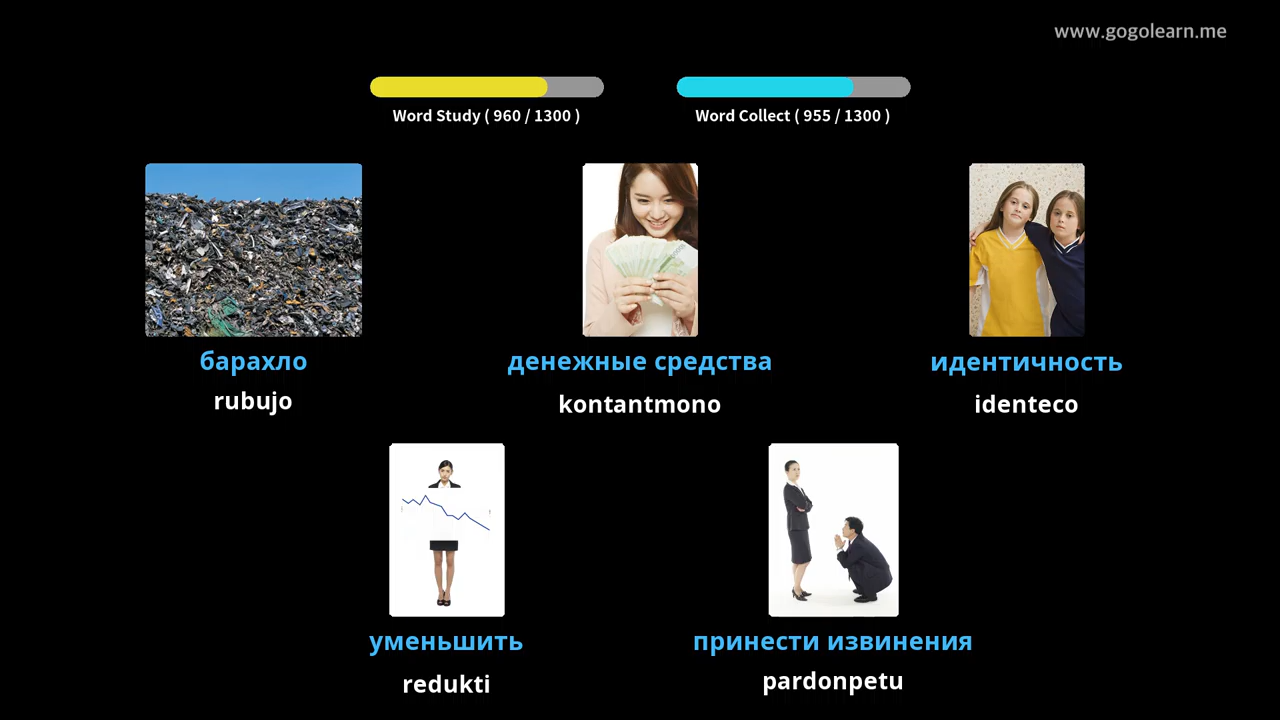 www.gogolearn.me
Word Study ( 960 / 1300 )
Word Collect ( 955 / 1300 )
барахло
rubujo
денежные средства
kontantmono
идентичность
identeco
уменьшить
redukti
принести извинения
pardonpetu